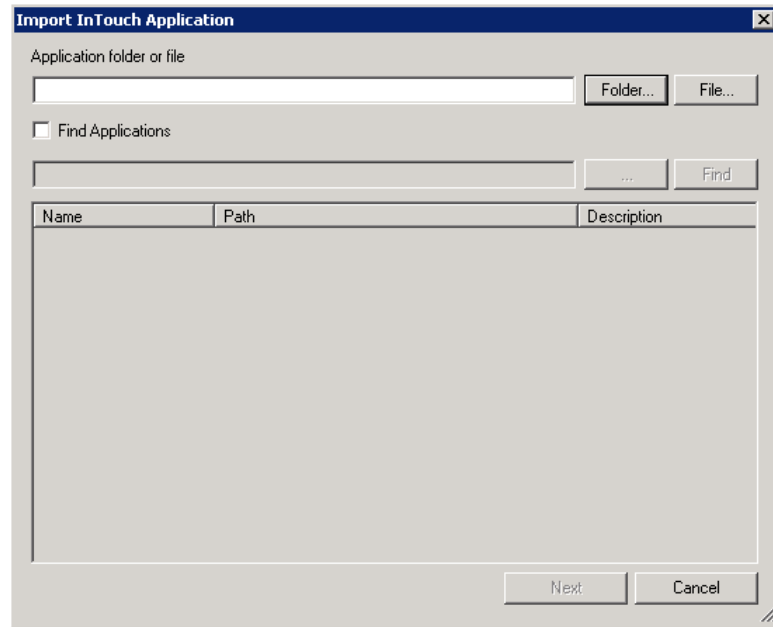 Import InTouch Application
Application folder or file
Folder... File...
Find Applications
... Find
Name Path Description
Next Cancel